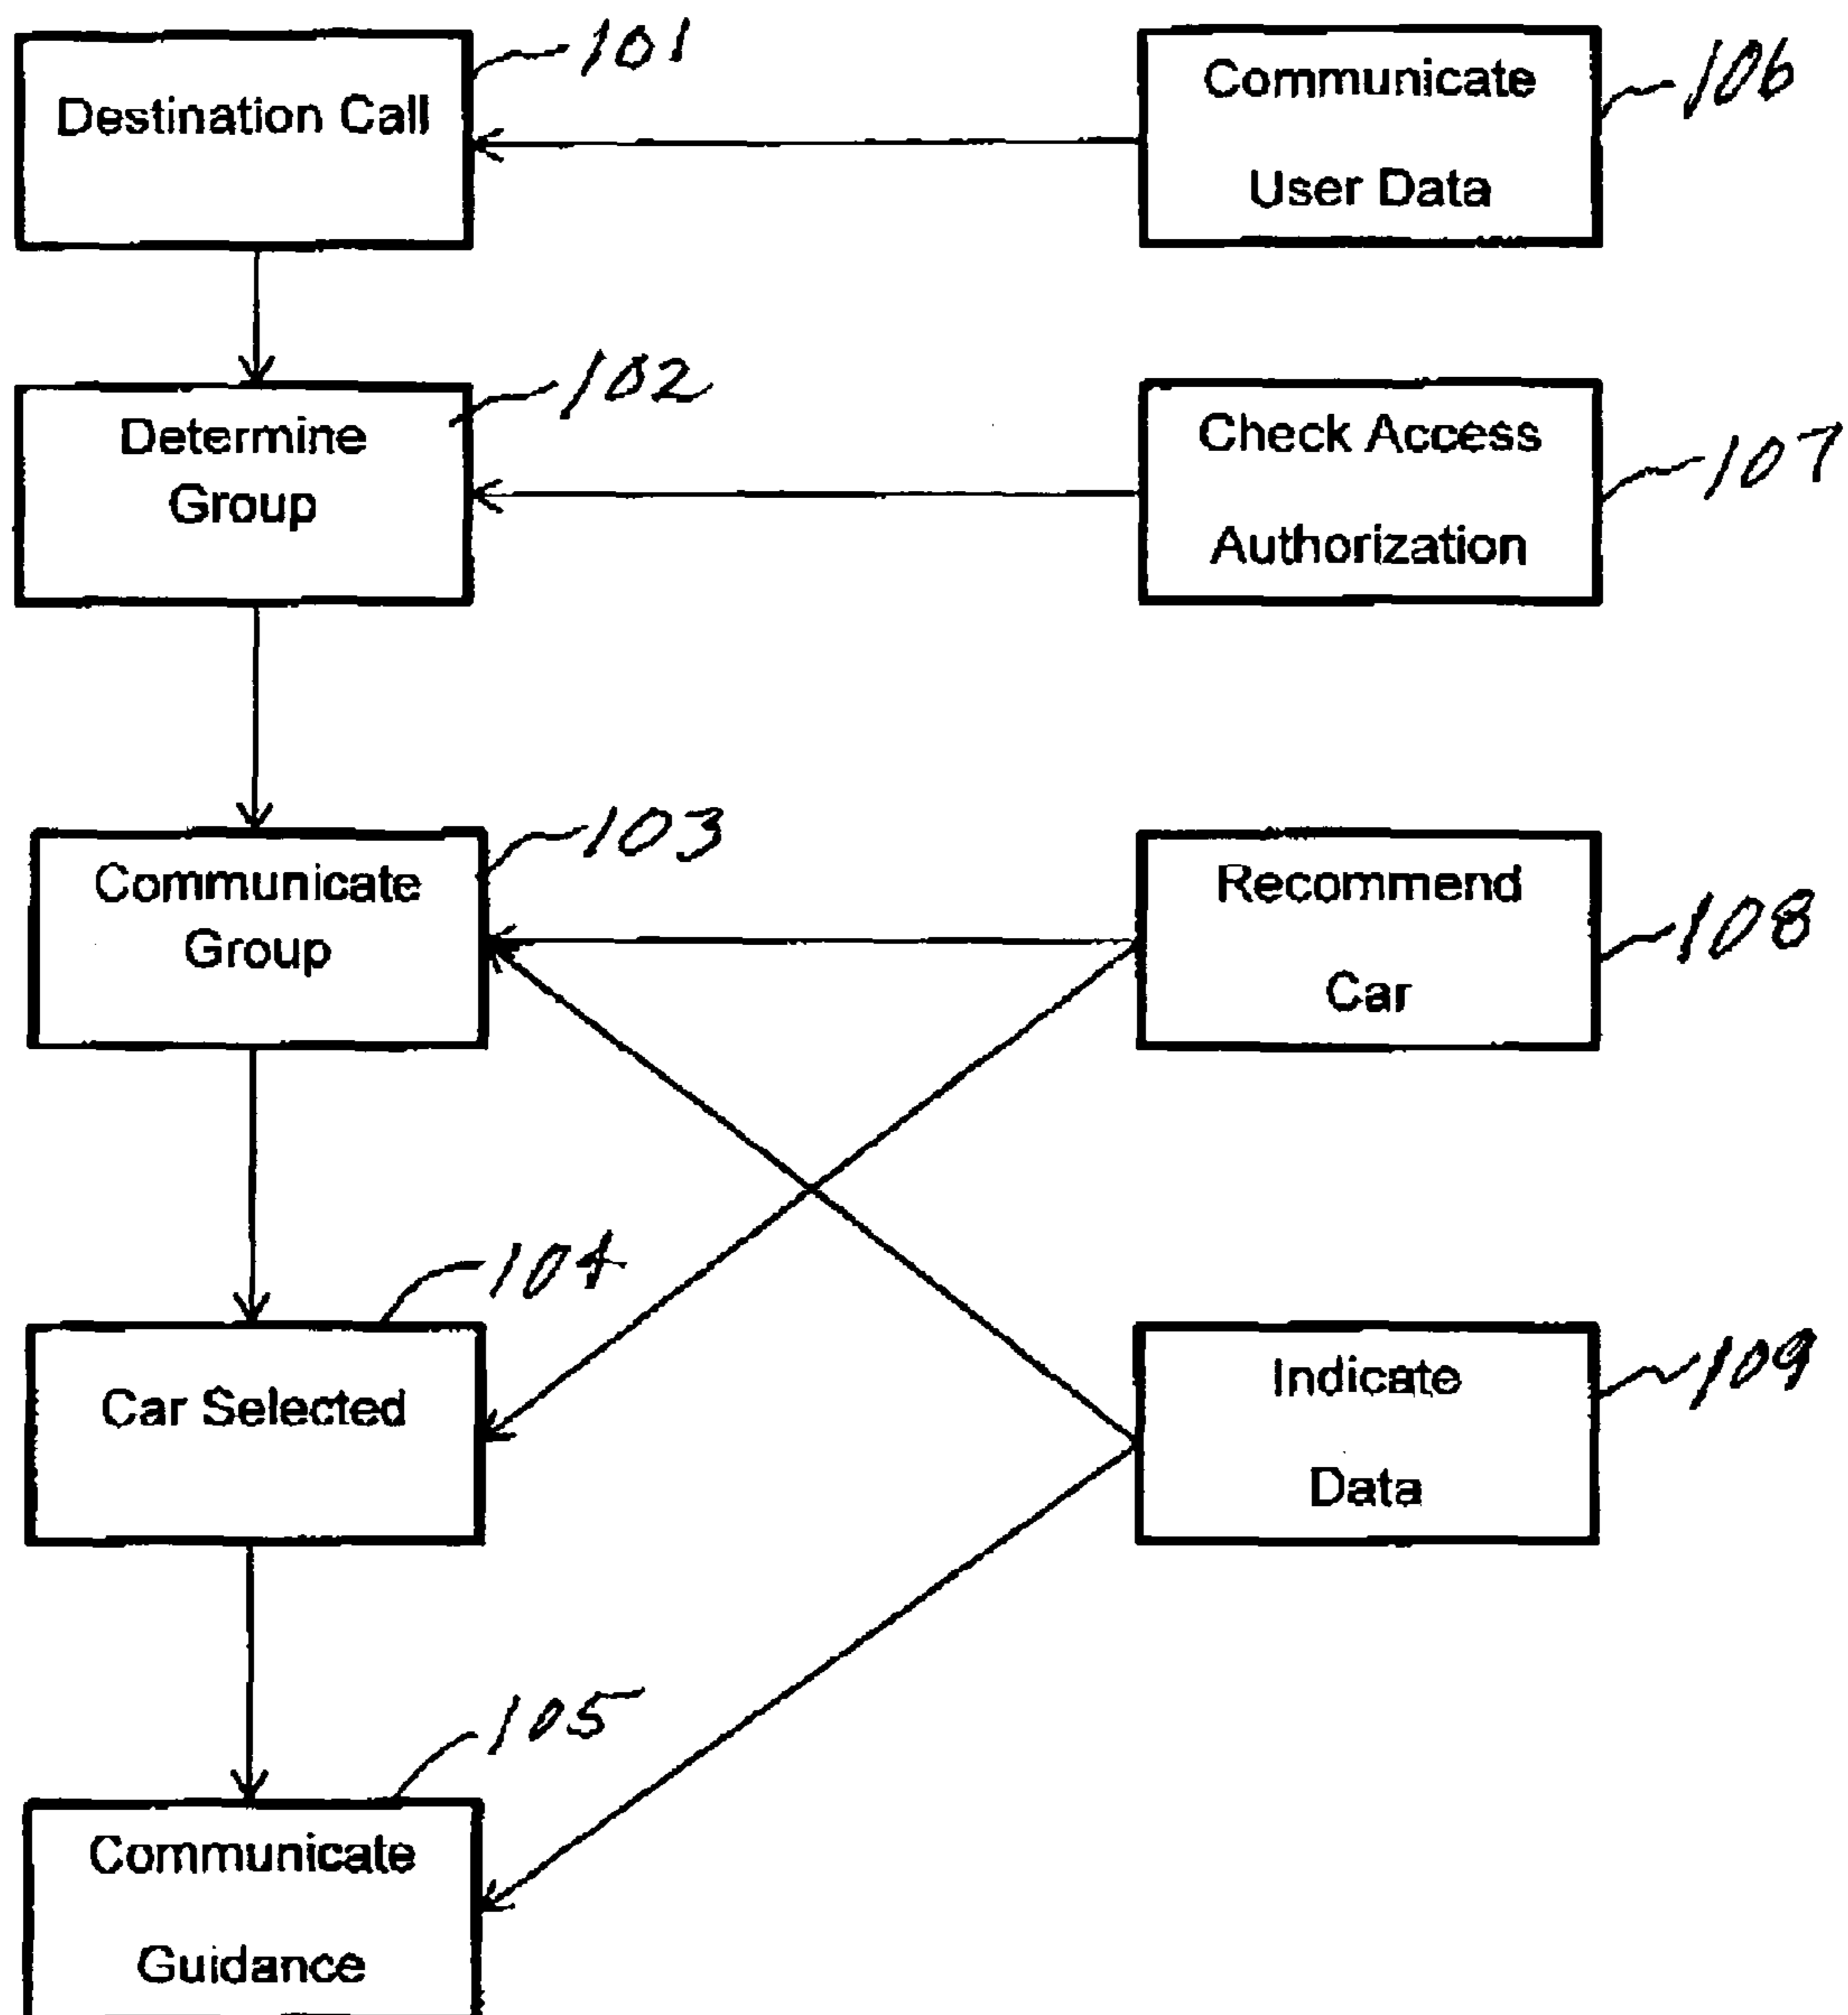 Destination Call
101
Communicate
User Data
106
Determine
Group
102
Check Access
Authorization
107
Communicate
Group
103
Recommend
Car
108
Car Selected
104
Indicate
Data
109
Communicate
Guidance
105